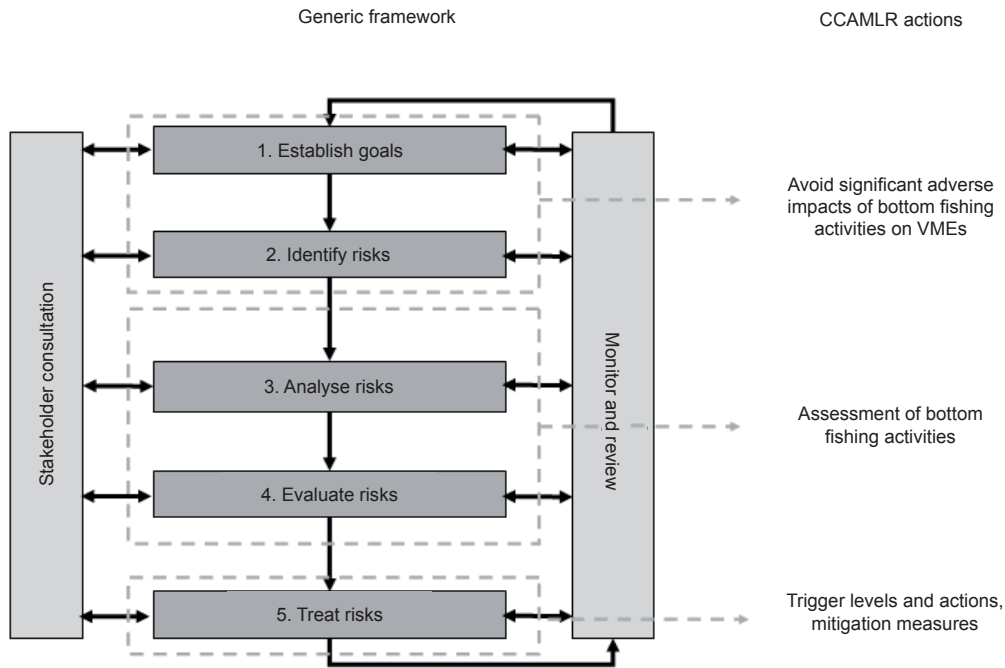 Generic framework
CCAMLR actions
1. Establish goals
Avoid significant adverse
impacts of bottom fishing
activities on VMEs
2. Identify risks
Stakeholder consultation
Monitor and review
3. Analyse risks
Assessment of bottom
fishing activities
4. Evaluate risks
5. Treat risks
Trigger levels and actions,
mitigation measures